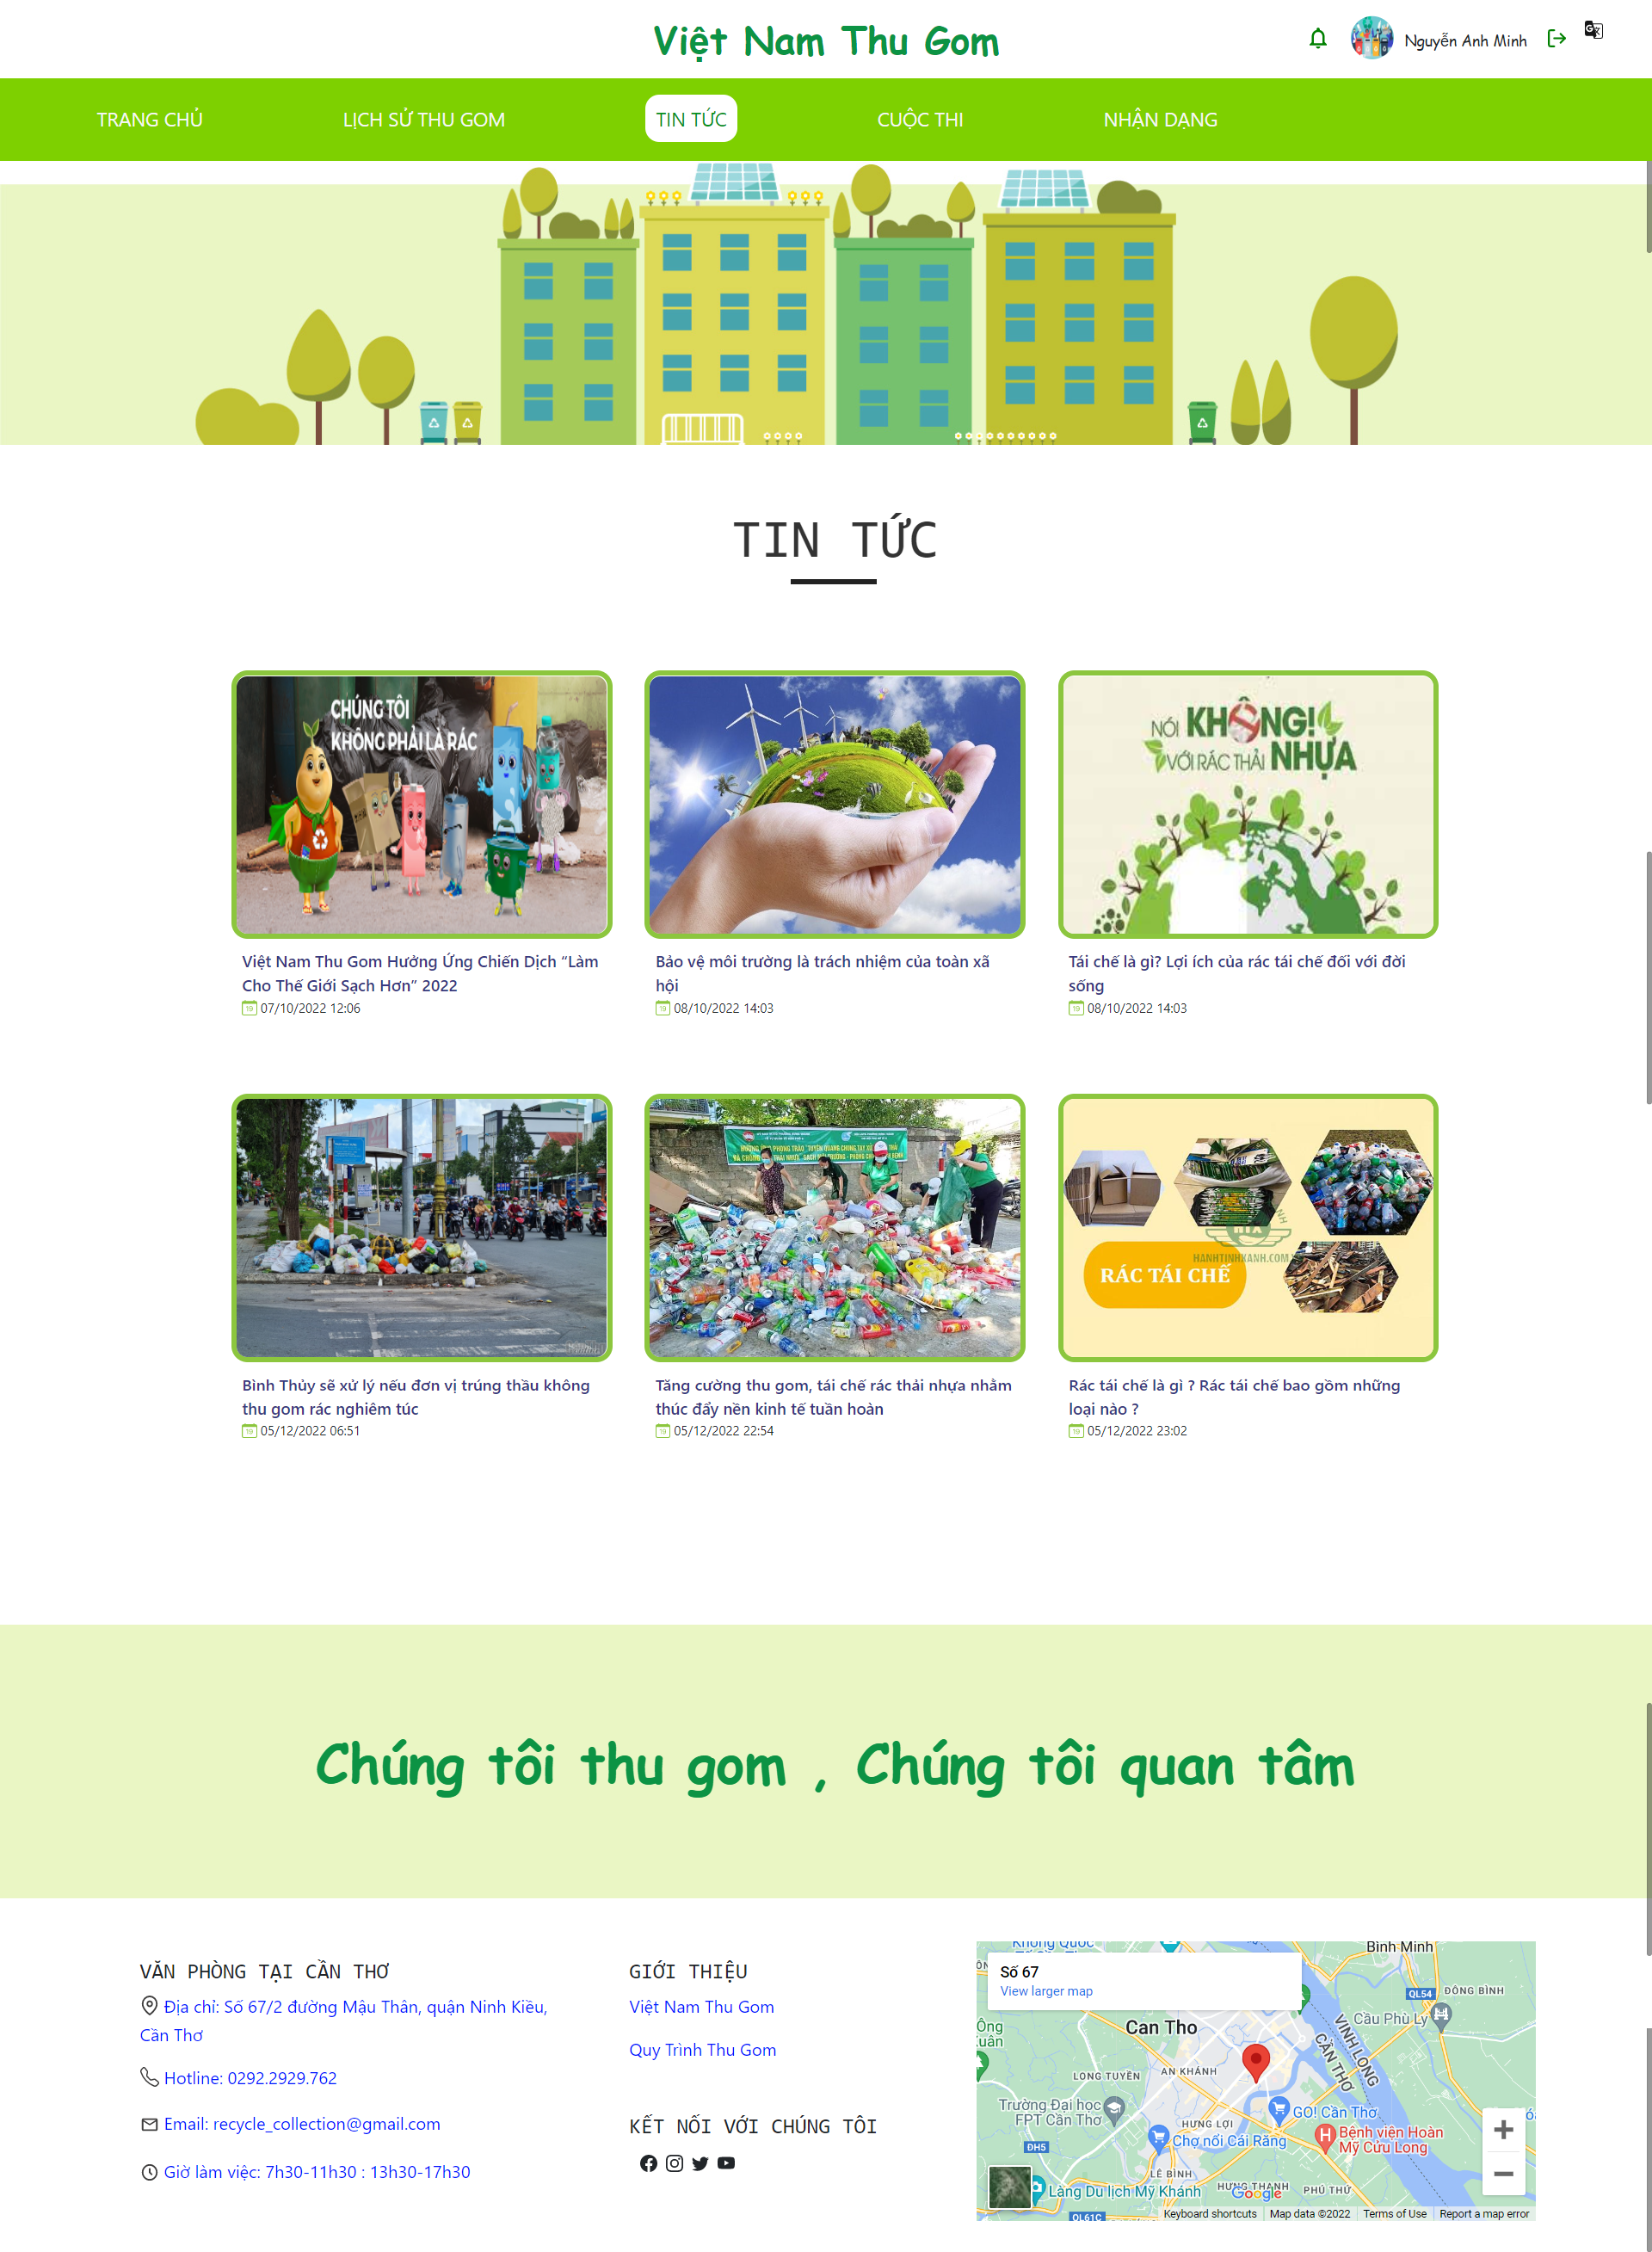 Việt Nam Thu Gom
Nguyễn Anh Minh
TRANG CHỦ
LỊCH SỬ THU GOM
TIN TỨC
CUỘC THI
NHẬN DẠNG
TIN TỨC
CHÚNG TÔI
KHÔNG PHẢI LÀ RÁC
NÓI KHÔNG!
VỚI RÁC THẢI NHỰA
Việt Nam Thu Gom Hưởng Ứng Chiến Dịch “Làm
Cho Thế Giới Sạch Hơn” 2022
07/10/2022 12:06
Bảo vệ môi trường là trách nhiệm của toàn xã
hội
08/10/2022 14:03
Tái chế là gì? Lợi ích của rác tái chế đối với đời
sống
08/10/2022 14:03
HANHTINHXANH.COM
RÁC TÁI CHẾ
Bình Thủy sẽ xử lý nếu đơn vị trúng thầu không
thu gom rác nghiêm túc
05/12/2022 06:51
Tăng cường thu gom, tái chế rác thải nhựa nhằm
thúc đẩy nền kinh tế tuần hoàn
05/12/2022 22:54
Rác tái chế là gì ? Rác tái chế bao gồm những
loại nào ?
05/12/2022 23:02
Chúng tôi thu gom , Chúng tôi quan tâm
VĂN PHÒNG TẠI CẦN THƠ
Địa chỉ: Số 67/2 đường Mậu Thân, quận Ninh Kiều,
Cần Thơ
Hotline: 0292.2929.762
Email: recycle_collection@gmail.com
Giờ làm việc: 7h30-11h30 : 13h30-17h30
GIỚI THIỆU
Việt Nam Thu Gom
Quy Trình Thu Gom
KẾT NỐI VỚI CHÚNG TÔI
Số 67
View larger map
Bình Minh
QL54
ĐÔNG BÌNH
Cầu Phù Ly
Can Tho
VĨNH LONG
CẦN THƠ
AN KHÁNH
LONG TUYỀN
Trường Đại học
FPT Cần Thơ
HƯNG LỢI
GO! Cần Thơ
ĐH5
Chợ nổi Cái Răng
Bệnh viện Hoàn
Mỹ Cửu Long
LÊ BÌNH
Làng Du lịch Mỹ Khánh
HƯNG THẠNH
PHÚ THỨ
Google
QL61C
Keyboard shortcuts
Map data ©2022
Terms of Use
Report a map error